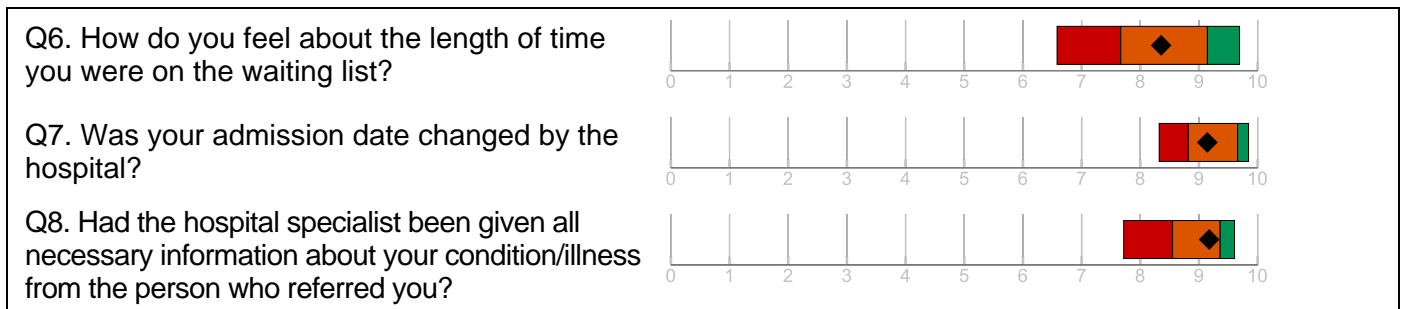 Q6. How do you feel about the length of time
you were on the waiting list?
0 1 2 3 4 5 6 7 8 9 10
Q7. Was your admission date changed by the
hospital?
0 1 2 3 4 5 6 7 8 9 10
Q8. Had the hospital specialist been given all
necessary information about your condition/illness
from the person who referred you?
0 1 2 3 4 5 6 7 8 9 10